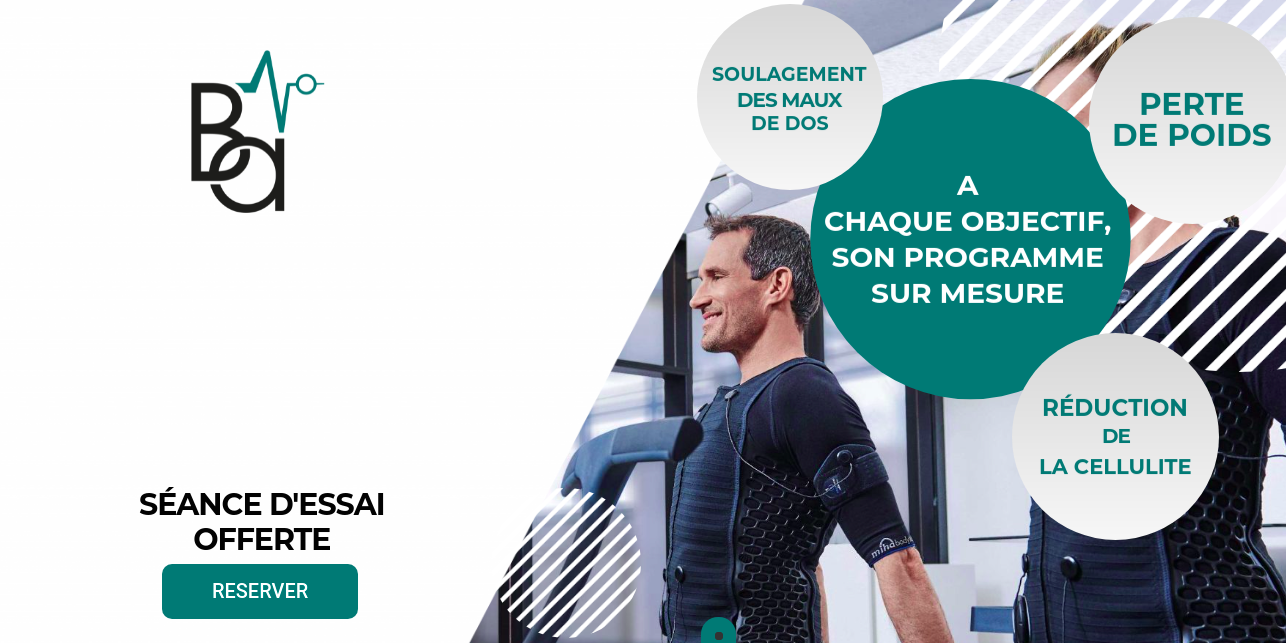 Ba
SOULAGEMENT
DES MAUX
DE DOS
PERTE
DE POIDS
A
CHAQUE OBJECTIF,
SON PROGRAMME
SUR MESURE
RÉDUCTION
DE
LA CELLULITE
SÉANCE D'ESSAI
OFFERTE
RESERVER